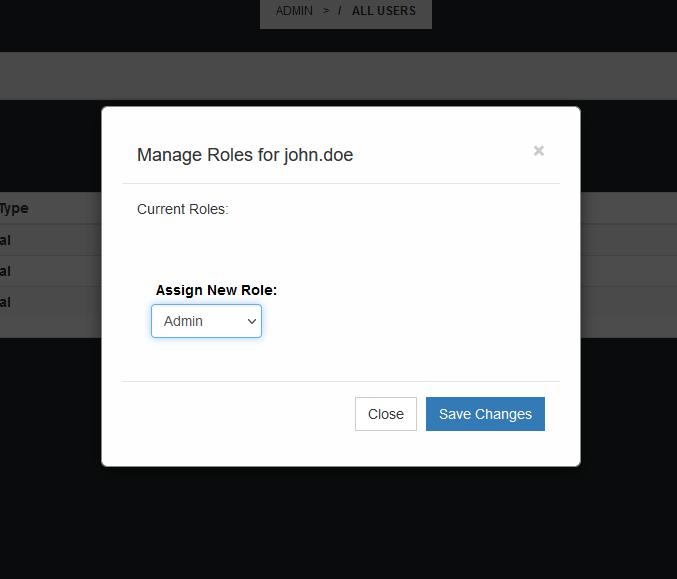 ADMIN > / ALL USERS
Manage Roles for john.doe ×
Current Roles:
Type
al
al
al
Assign New Role:
Admin
Close Save Changes